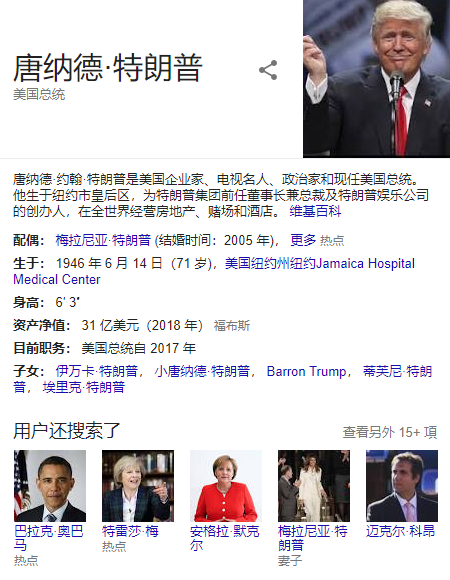 唐纳德·特朗普
美国总统
唐纳德·约翰·特朗普是美国企业家、电视名人、政治家和现任美国总统。
他生于纽约市皇后区，为特朗普集团前任董事长兼总裁及特朗普娱乐公司
的创办人，在全世界经营房地产、赌场和酒店。 维基百科
配偶： 梅拉尼亚·特朗普 (结婚时间：2005 年)， 更多 热点
生于： 1946 年 6 月 14 日（71 岁)，美国纽约州纽约Jamaica Hospital
Medical Center
身高： 6′ 3″
资产净值： 31 亿美元（2018 年） 福布斯
目前职务： 美国总统自 2017 年
子女： 伊万卡·特朗普， 小唐纳德·特朗普， Barron Trump， 蒂芙尼·特朗
普， 埃里克·特朗普
用户还搜索了 查看另外 15+ 項
巴拉克·奥巴 特雷莎·梅 安格拉·默克 梅拉尼亚·特 迈克尔·科昂
马 热点 尔 朗普
热点 妻子